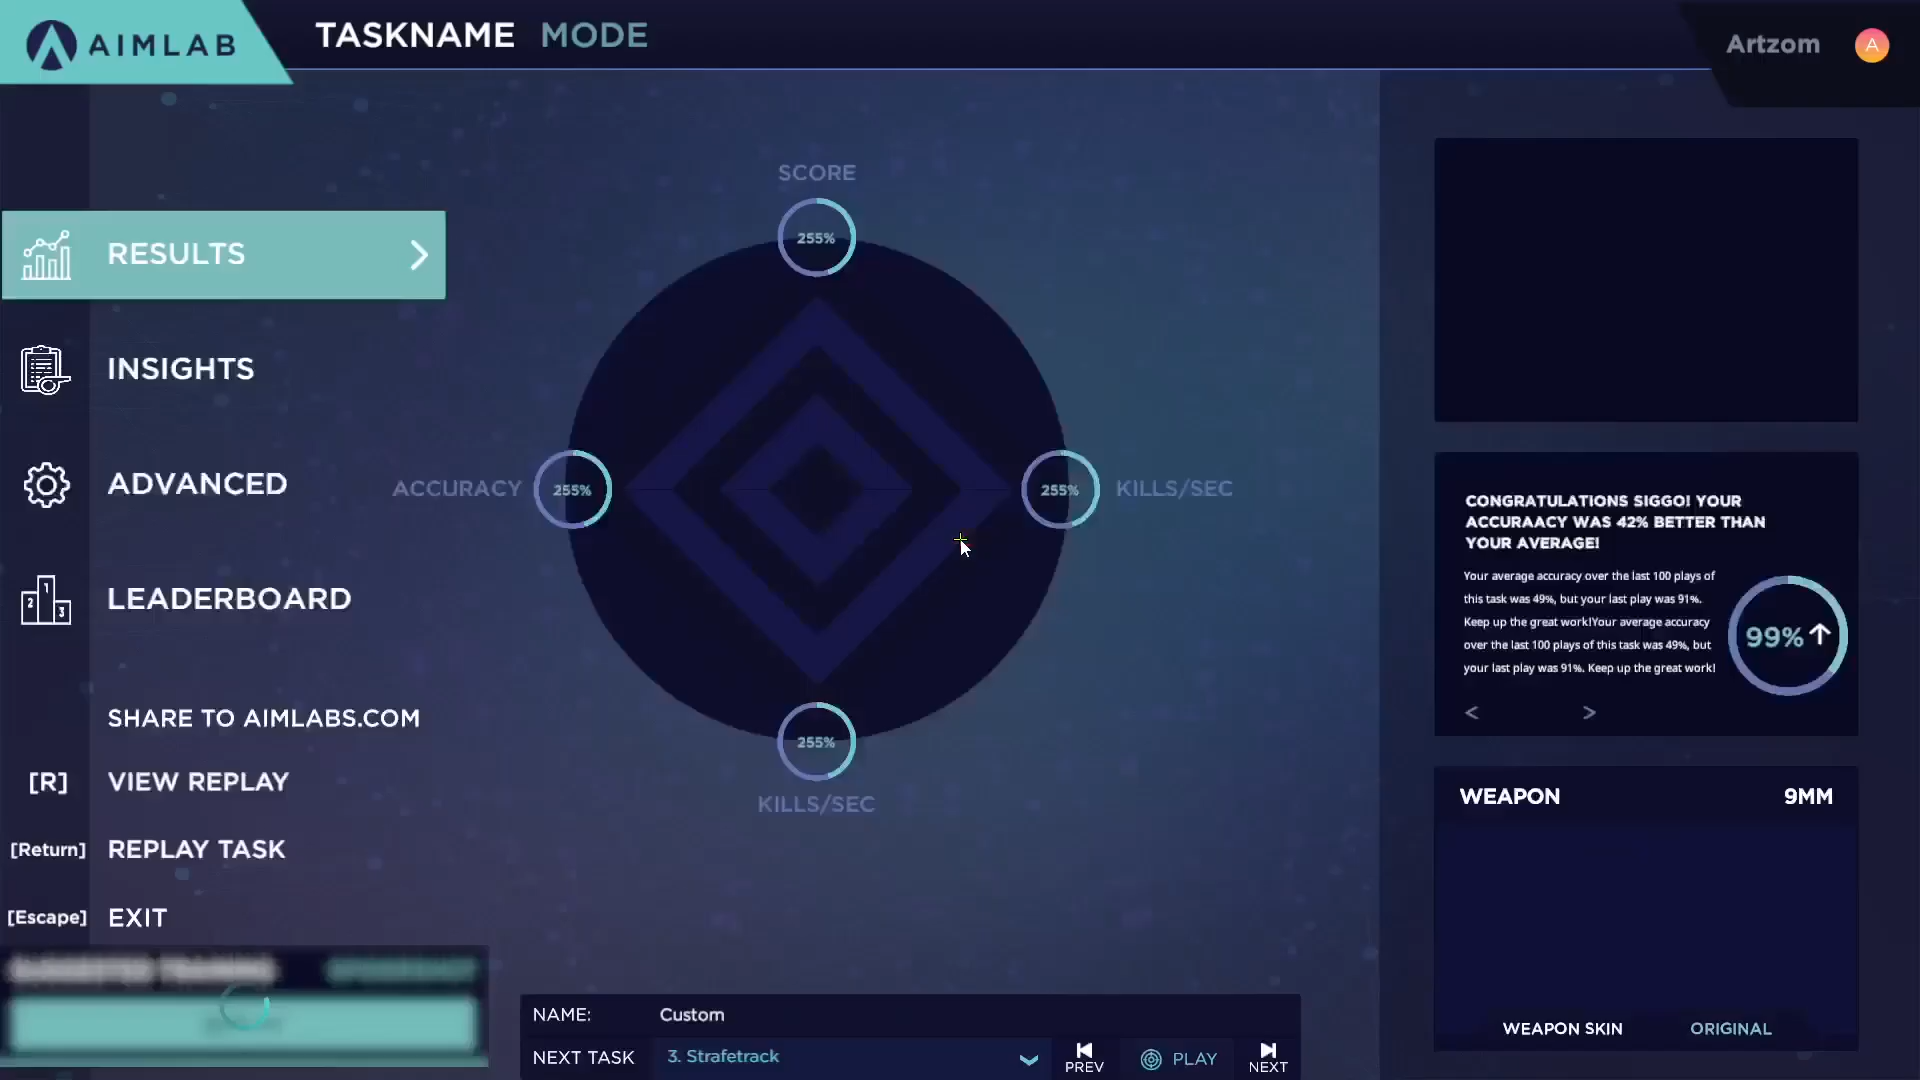 AIMLAB
TASKNAME MODE
Artzom
A
RESULTS
INSIGHTS
ADVANCED
1
2
3
LEADERBOARD
SHARE TO AIMLABS.COM
[R] VIEW REPLAY
[Return] REPLAY TASK
[Escape] EXIT
SCORE
255%
ACCURACY 255%
255% KILLS/SEC
255%
KILLS/SEC
NAME: Custom
NEXT TASK 3. Strafetrack
PREV
PLAY
NEXT
CONGRATULATIONS SIGGO! YOUR
ACCURAACY WAS 42% BETTER THAN
YOUR AVERAGE!
Your average accuracy over the last 100 plays of
this task was 49%, but your last play was 91%.
Keep up the great work!Your average accuracy
over the last 100 plays of this task was 49%, but
your last play was 91%. Keep up the great work!
99%
< >
WEAPON 9MM
WEAPON SKIN ORIGINAL